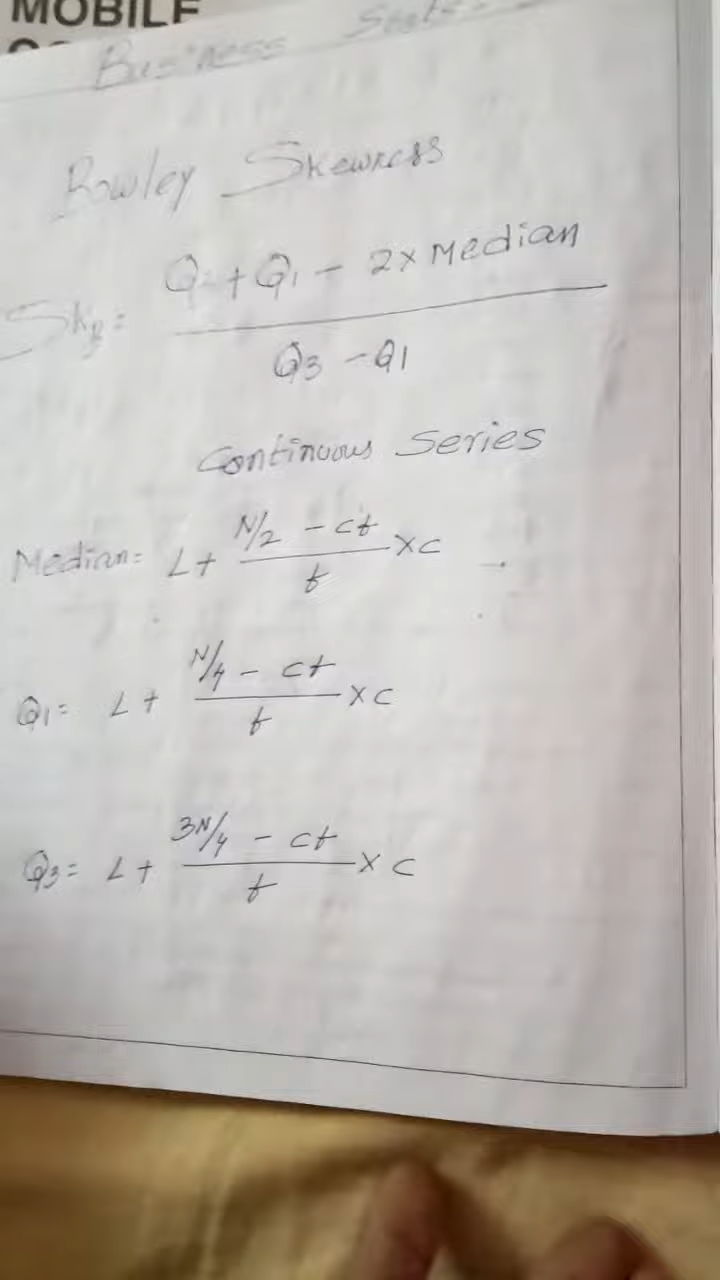 MOBILE
Business
Bowley Skewness
SkB = Q + Q1 - 2 x Median / Q3 - Q1
Continuous Series
Median = L + N/2 - cf / f x C
Q1 = L + N/4 - cf / f x C
Q3 = L + 3N/4 - cf / f x C